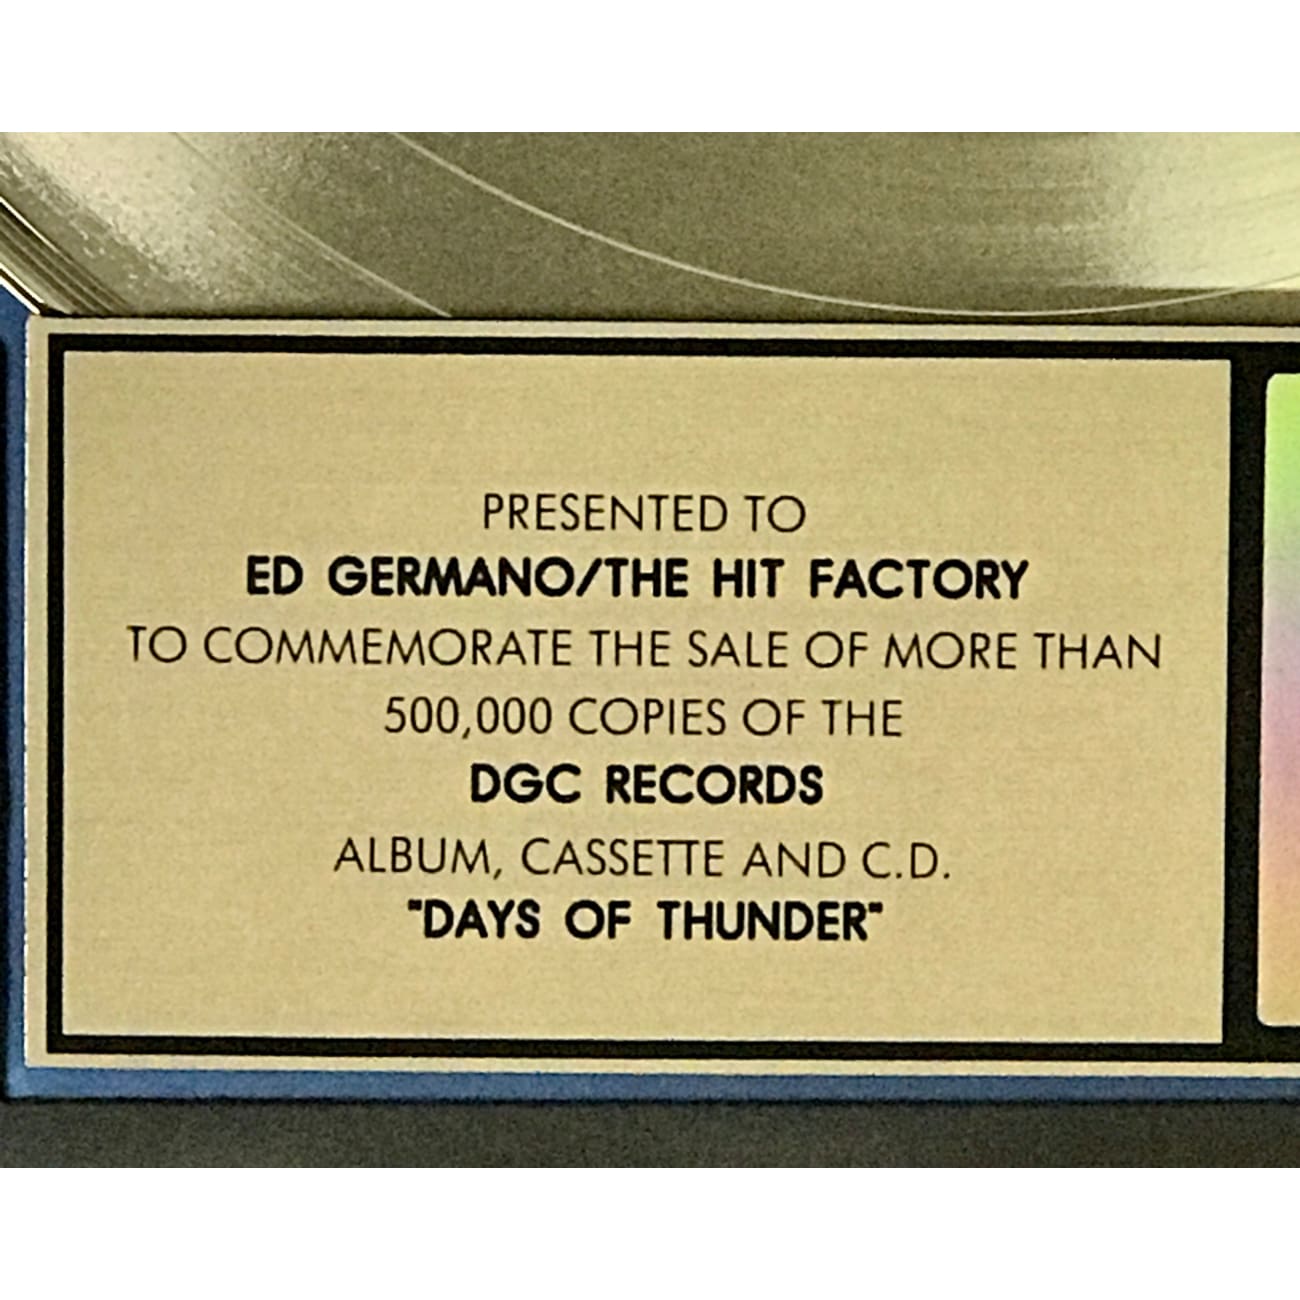 PRESENTED TO
ED GERMANO/THE HIT FACTORY
TO COMMEMORATE THE SALE OF MORE THAN
500,000 COPIES OF THE
DGC RECORDS
ALBUM, CASSETTE AND C.D.
"DAYS OF THUNDER"